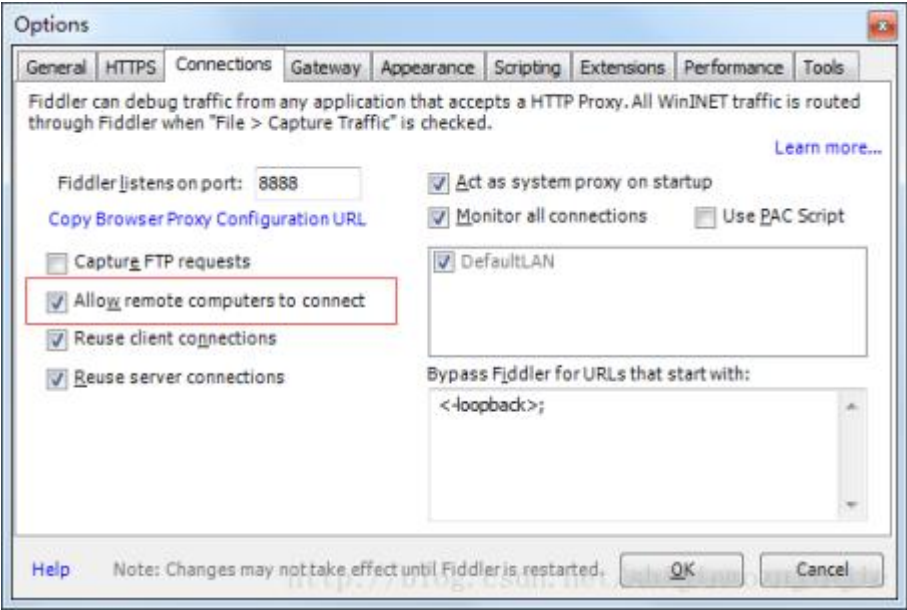 Options
General HTTPS Connections Gateway Appearance Scripting Extensions Performance Tools
Fiddler can debug traffic from any application that accepts a HTTP Proxy. All WinINET traffic is routed
through Fiddler when "File > Capture Traffic" is checked.
Learn more...
Fiddler listens on port: 8888
Act as system proxy on startup
Copy Browser Proxy Configuration URL
Monitor all connections
Use PAC Script
Capture FTP requests
DefaultLAN
Allow remote computers to connect
Reuse client connections
Reuse server connections
Bypass Fiddler for URLs that start with:
<-loopback>;
Help
Note: Changes may not take effect until Fiddler is restarted.
OK
Cancel